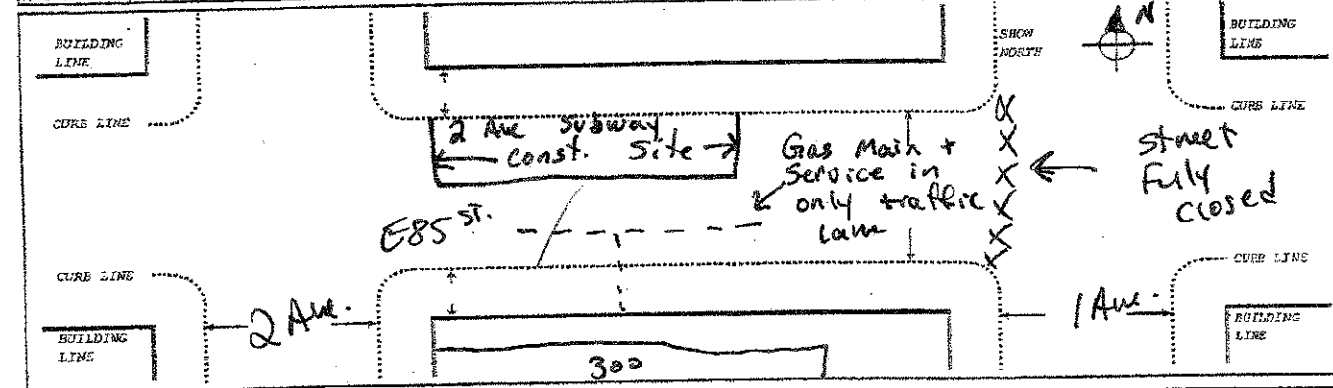 BUILDING
LINE
SHOW
NORTH
N
BUILDING
LINE
CURB LINE
CURB LINE
2 Ave Subway
Const. Site
Gas Main +
Service in
only traffic
Lane
X
X
X
X
X
X
Street
Fully
Closed
E85 ST.
CURB LINE
CURB LINE
2 Ave.
1 Ave.
BUILDING
LINE
BUILDING
LINE
300